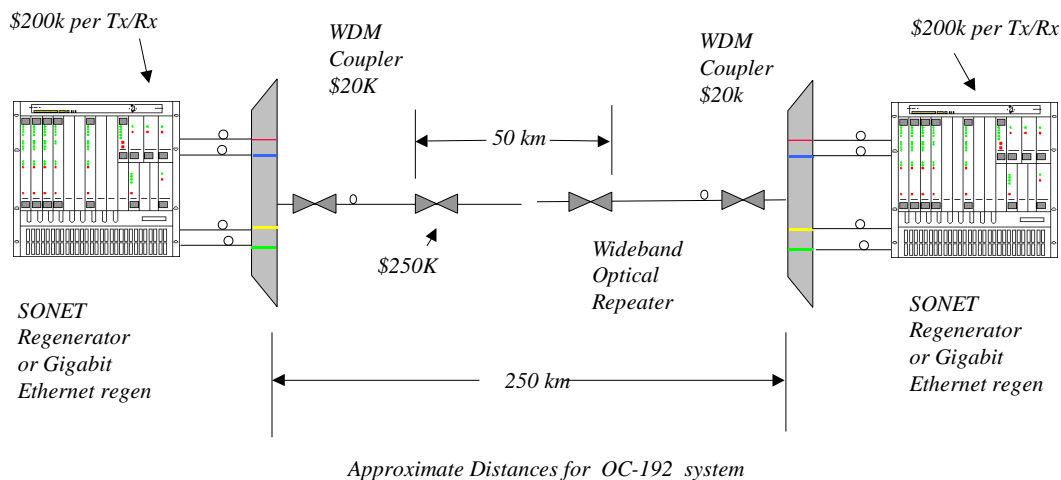 $200k per Tx/Rx
WDM
Coupler
$20K
WDM
Coupler
$20k
$200k per Tx/Rx
50 km
$250K
Wideband
Optical
Repeater
SONET
Regenerator
or Gigabit
Ethernet regen
SONET
Regenerator
or Gigabit
Ethernet regen
250 km
Approximate Distances for OC-192 system